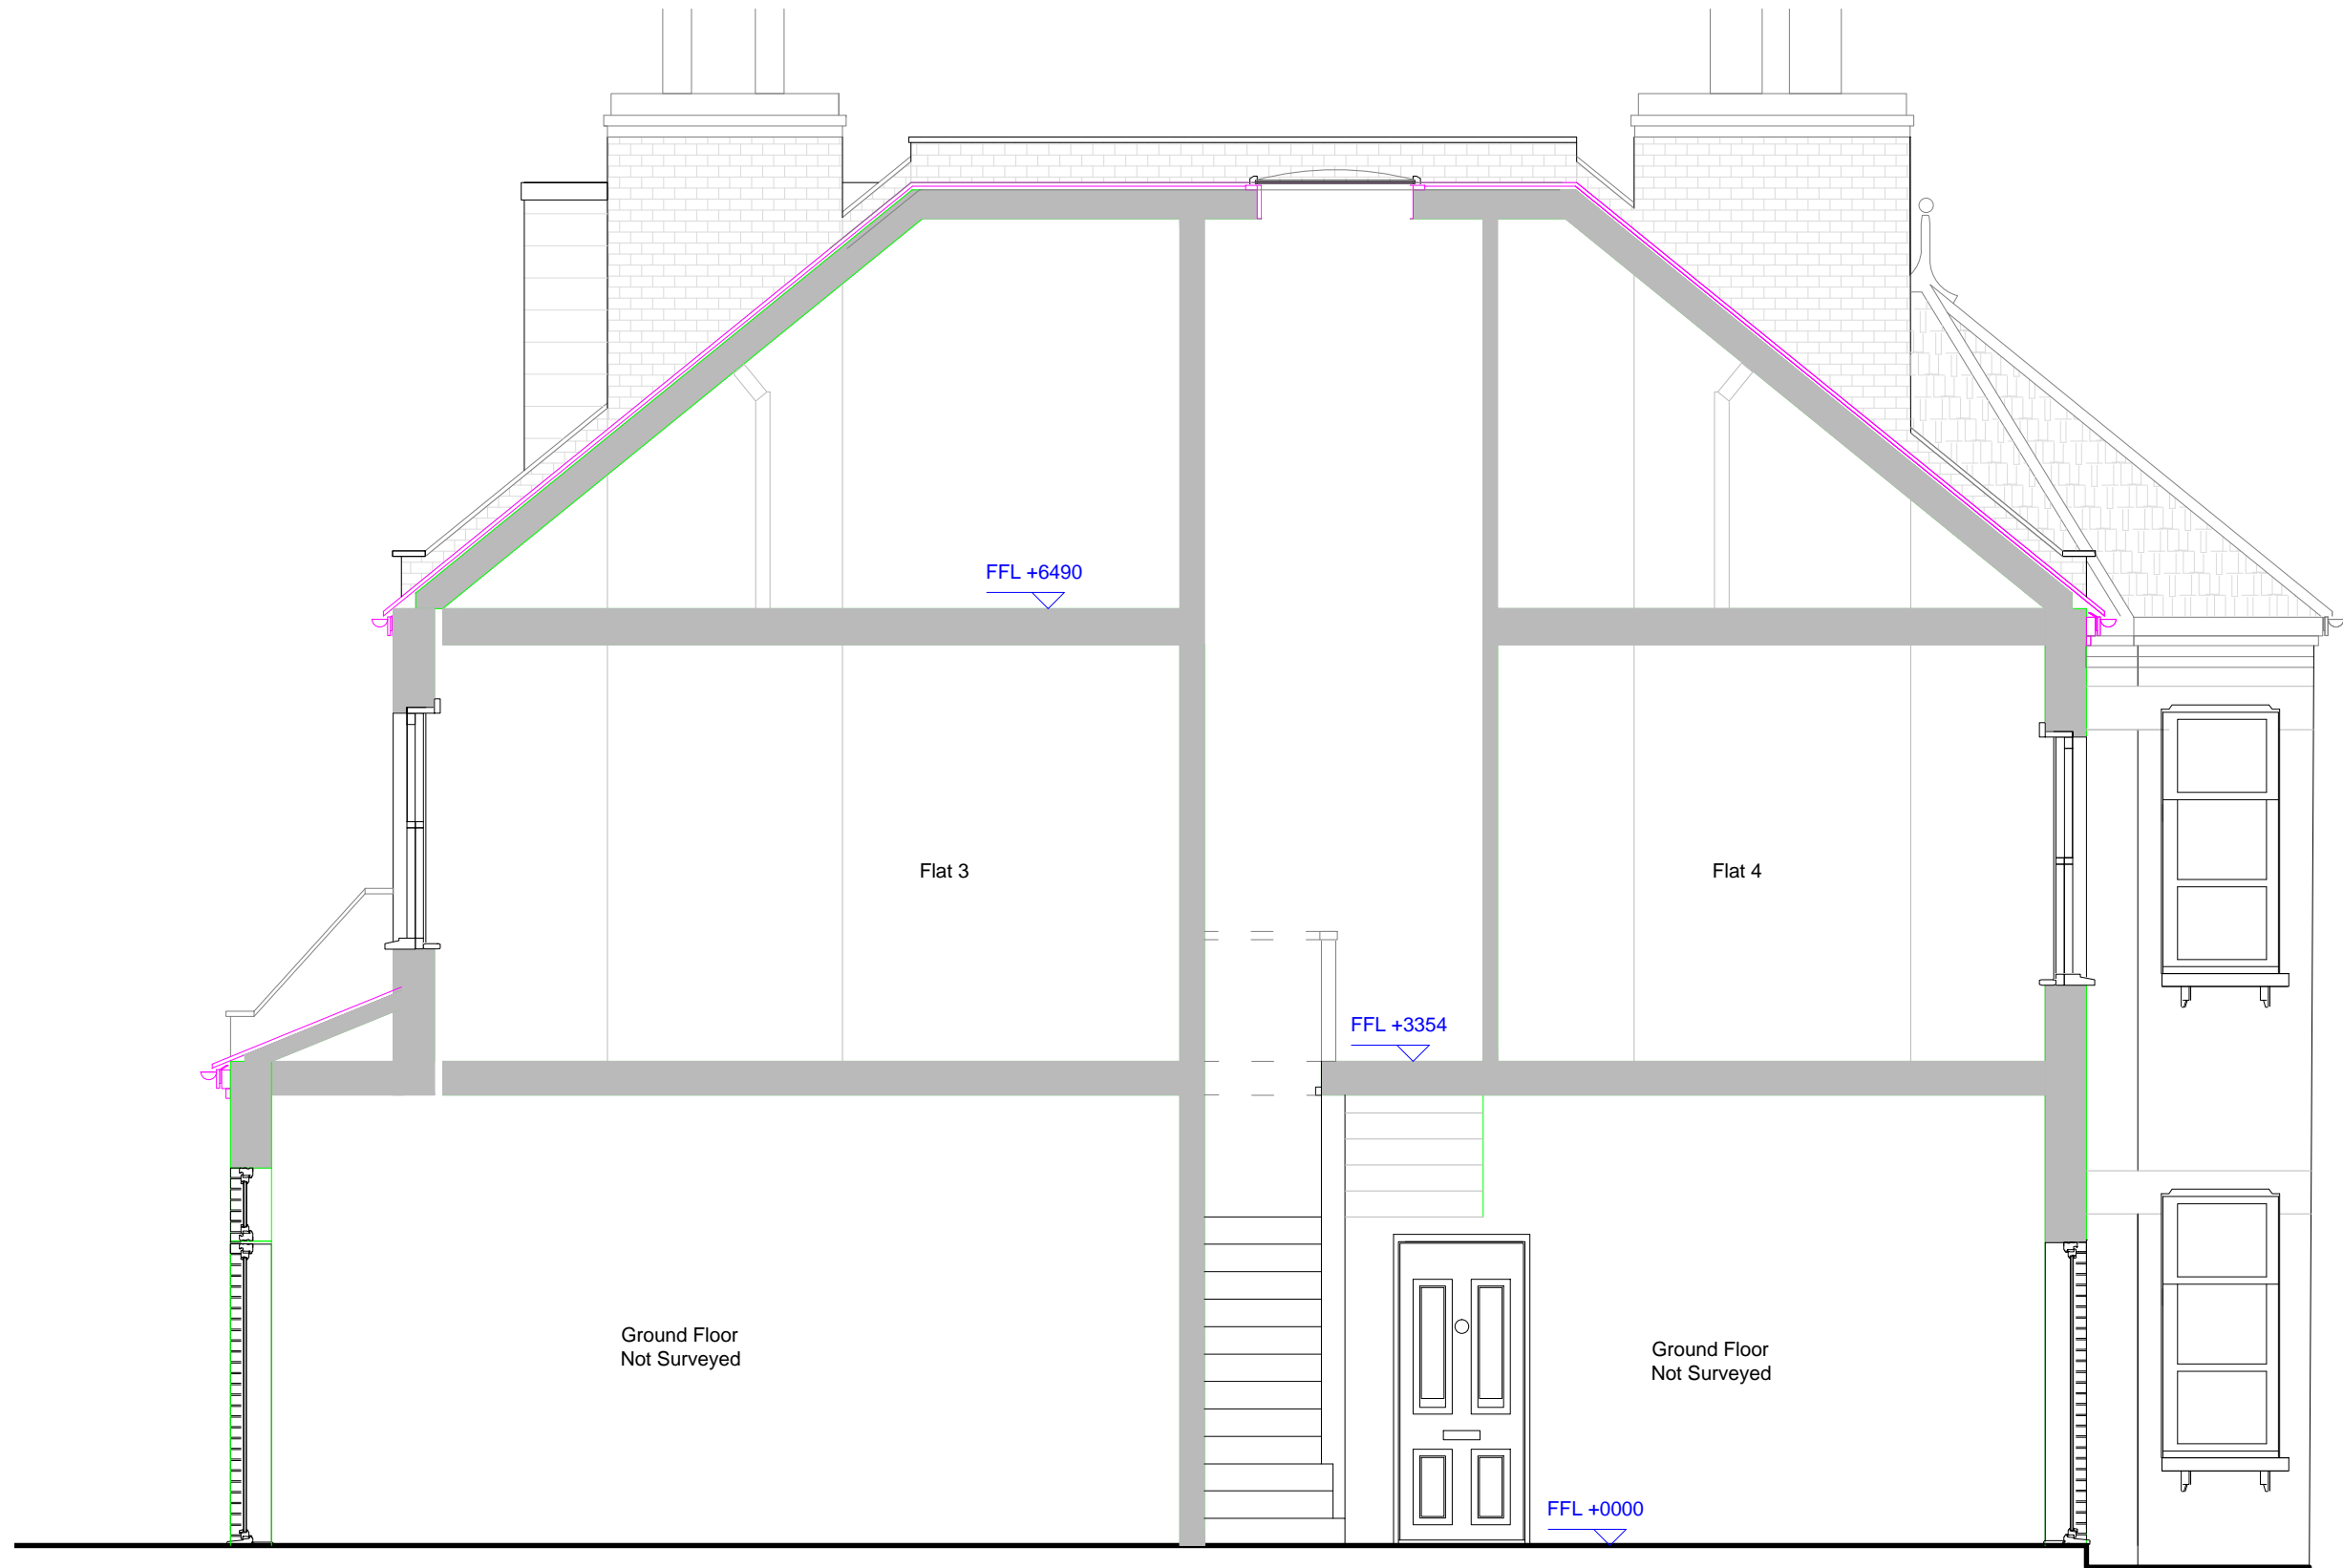 FFL +6490
Flat 3
Flat 4
FFL +3354
Ground Floor
Not Surveyed
Ground Floor
Not Surveyed
FFL +0000